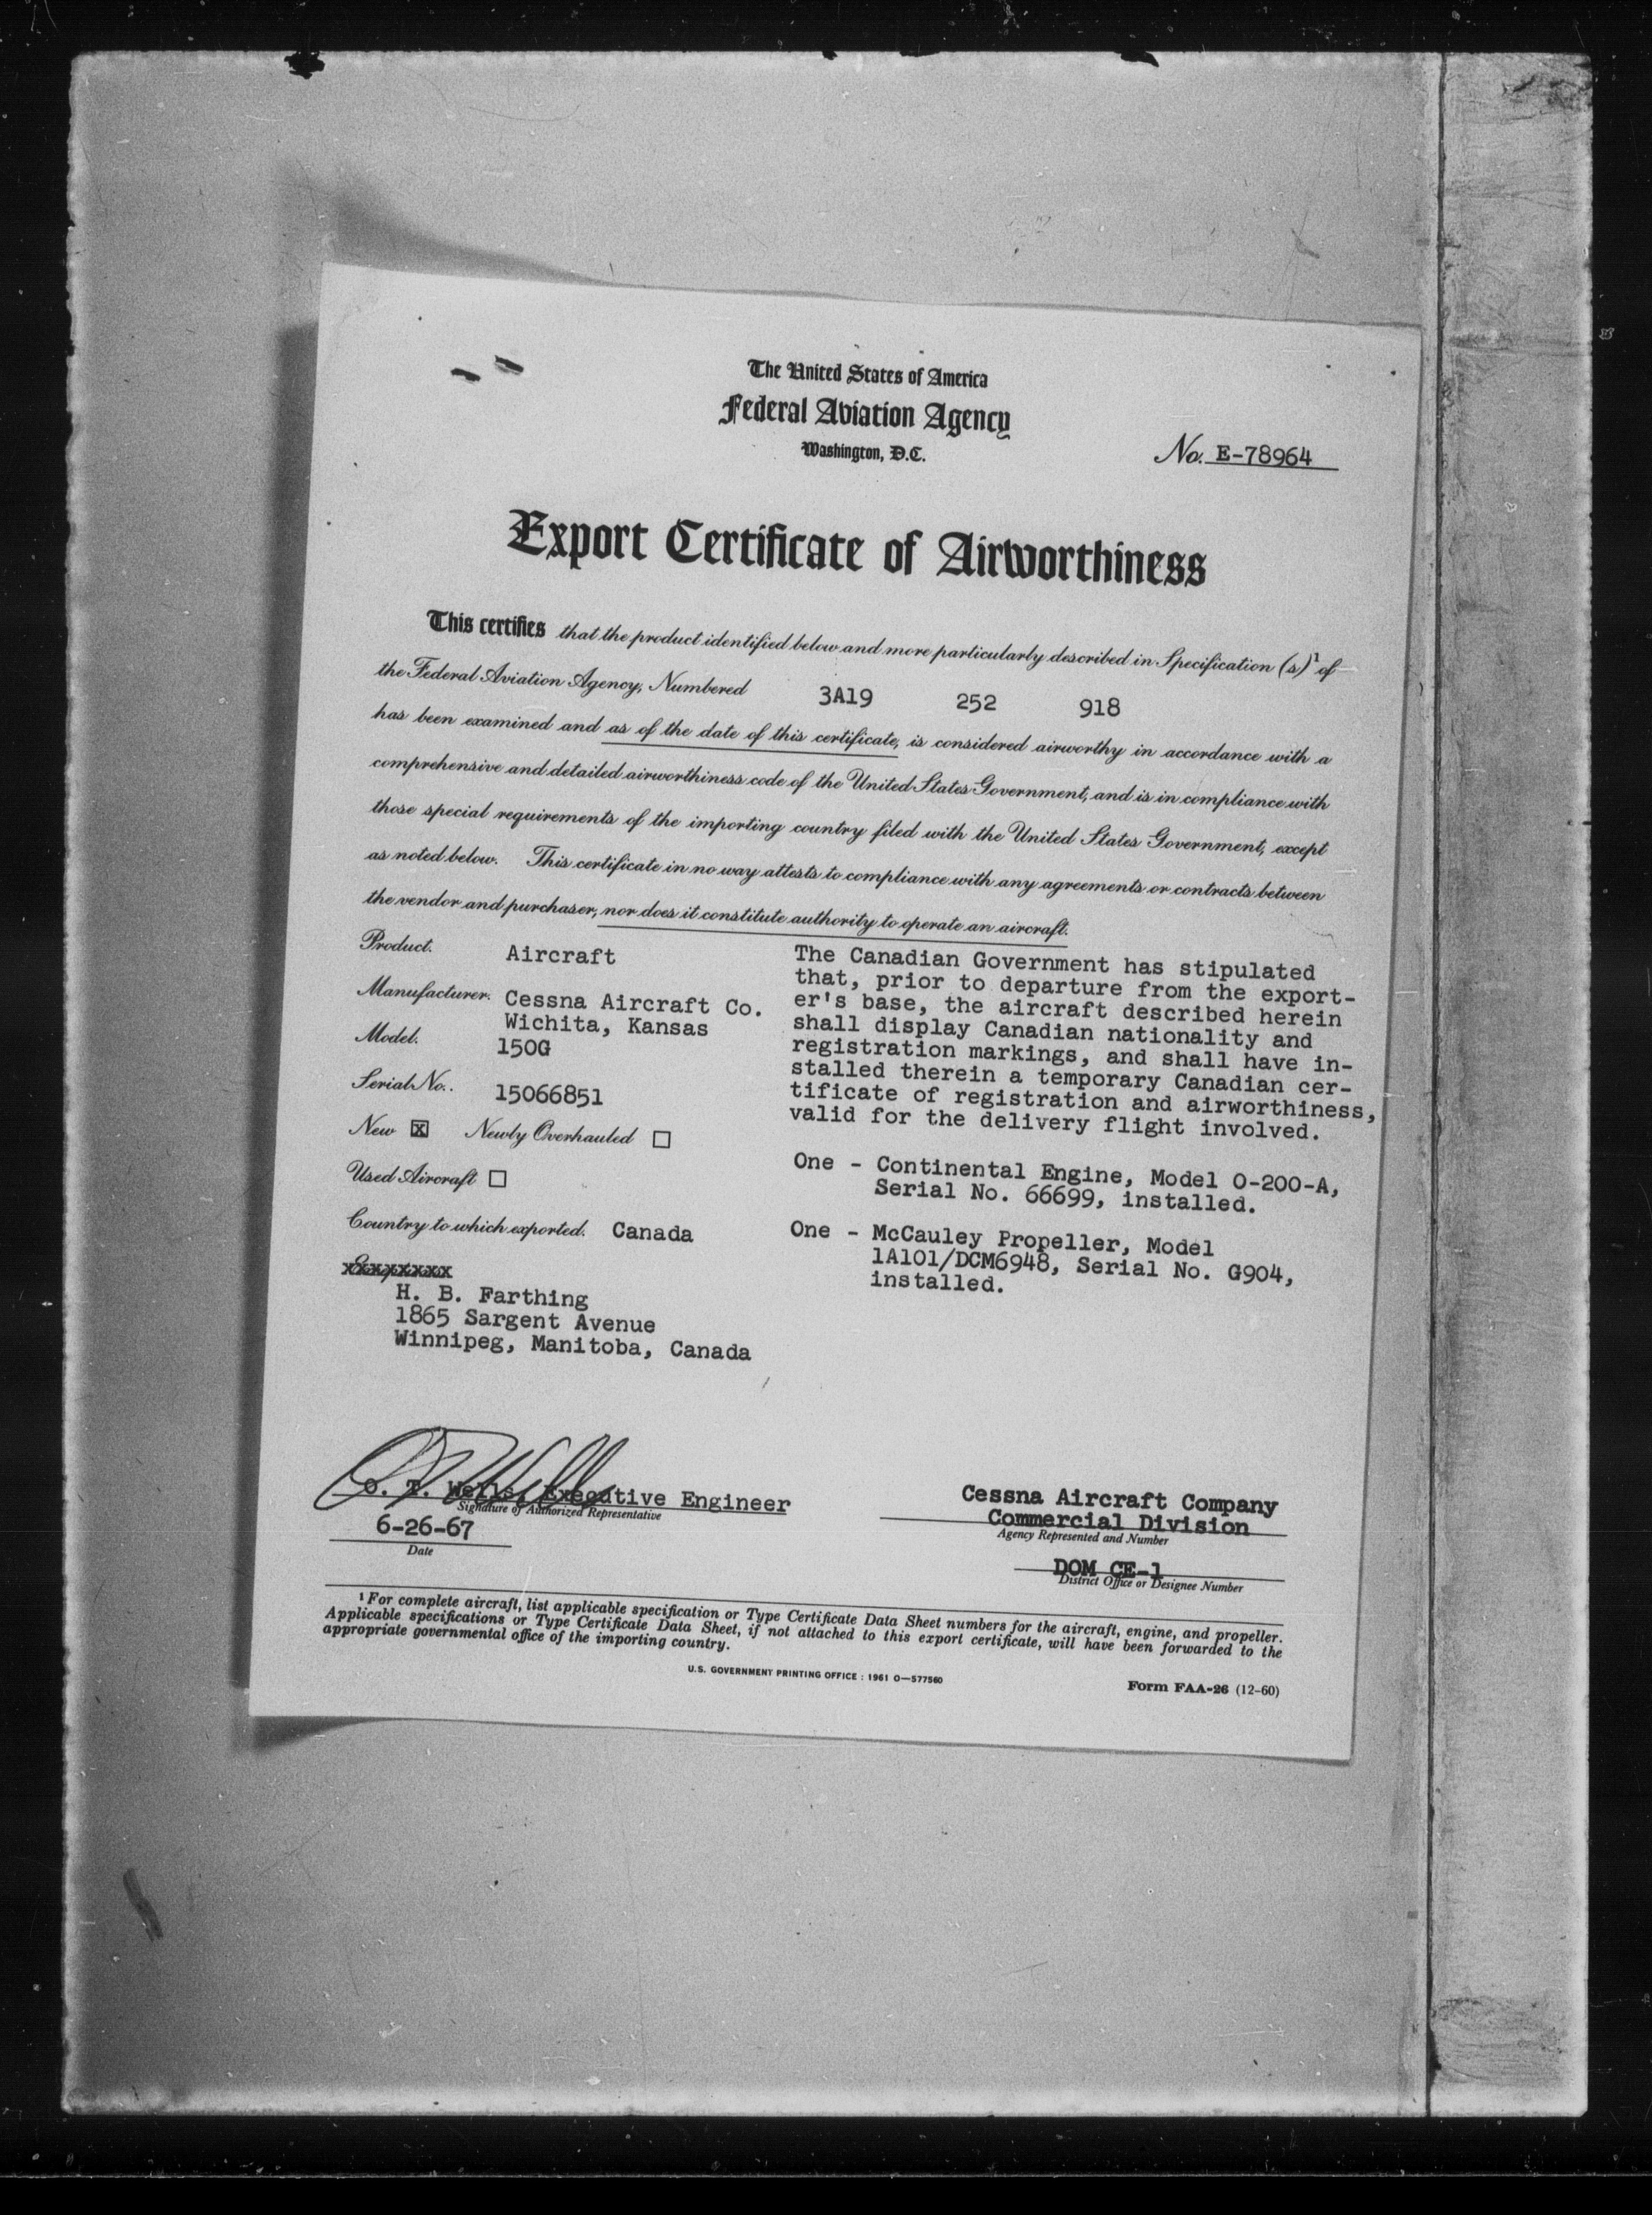 The United States of America
Federal Aviation Agency
Washington, D.C.
No. E-78964
Export Certificate of Airworthiness
This certifies that the product identified below and more particularly described in Specification (s)¹ of
the Federal Aviation Agency, Numbered 3A19 252 918
has been examined and as of the date of this certificate, is considered airworthy in accordance with a
comprehensive and detailed airworthiness code of the United States Government, and is in compliance with
those special requirements of the importing country filed with the United States Government, except
as noted below. This certificate in no way attests to compliance with any agreements or contracts between
the vendor and purchaser, nor does it constitute authority to operate an aircraft.
Product. Aircraft
Manufacturer. Cessna Aircraft Co.
Wichita, Kansas
Model. 150G
Serial No.. 15066851
New [X] Newly Overhauled ☐
Used Aircraft ☐
Country to which exported. Canada
xxxxxxxx
H. B. Farthing
1865 Sargent Avenue
Winnipeg, Manitoba, Canada
The Canadian Government has stipulated
that, prior to departure from the export-
er's base, the aircraft described herein
shall display Canadian nationality and
registration markings, and shall have in-
stalled therein a temporary Canadian cer-
tificate of registration and airworthiness,
valid for the delivery flight involved.
One - Continental Engine, Model O-200-A,
Serial No. 66699, installed.
One - McCauley Propeller, Model
1A101/DCM6948, Serial No. G904,
installed.
O. T. Wells, Executive Engineer
Signature of Authorized Representative
6-26-67
Date
Cessna Aircraft Company
Commercial Division
Agency Represented and Number
DOM CE-1
District Office or Designee Number
¹ For complete aircraft, list applicable specification or Type Certificate Data Sheet numbers for the aircraft, engine, and propeller.
Applicable specifications or Type Certificate Data Sheet, if not attached to this export certificate, will have been forwarded to the
appropriate governmental office of the importing country.
U.S. GOVERNMENT PRINTING OFFICE : 1961 O—577560
Form FAA-26 (12-60)